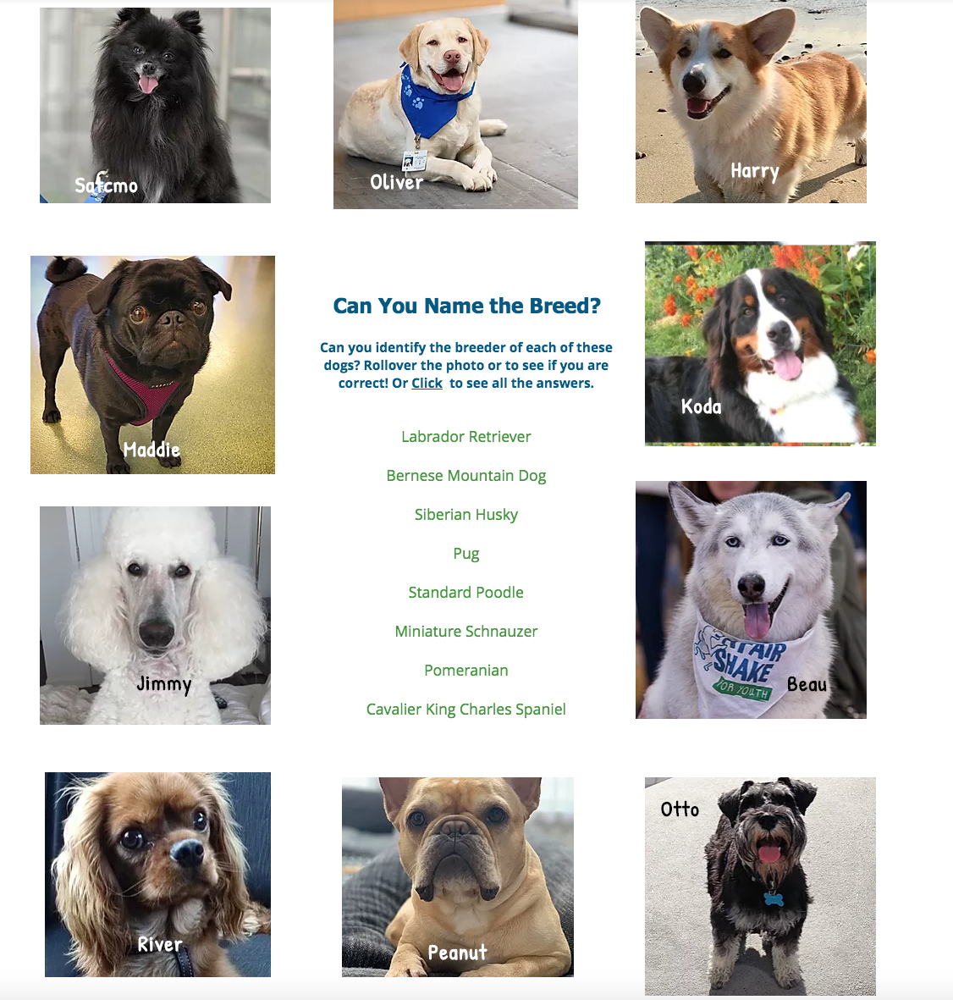 Satcmo
Oliver
Harry
Maddie
Can You Name the Breed?
Can you identify the breeder of each of these
dogs? Rollover the photo or to see if you are
correct! Or Click to see all the answers.
Koda
Labrador Retriever
Bernese Mountain Dog
Siberian Husky
Pug
Standard Poodle
Miniature Schnauzer
Pomeranian
Cavalier King Charles Spaniel
Jimmy
FAIR
SHAKE
FOR YOUTH
Beau
River
Peanut
Otto